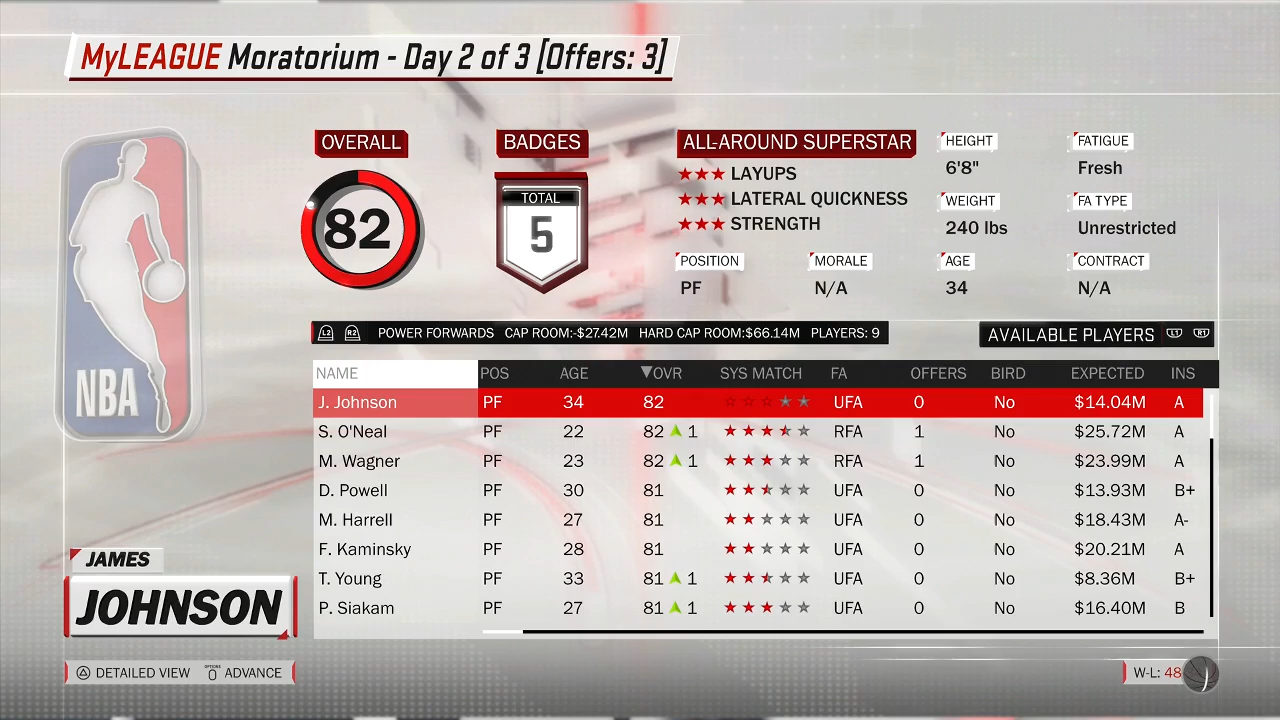 MyLEAGUE Moratorium - Day 2 of 3 [Offers: 3]
OVERALL
82
BADGES
TOTAL
5
ALL-AROUND SUPERSTAR
LAYUPS
LATERAL QUICKNESS
STRENGTH
HEIGHT
6'8"
FATIGUE
Fresh
WEIGHT
240 lbs
FA TYPE
Unrestricted
POSITION
PF
MORALE
N/A
AGE
34
CONTRACT
N/A
NBA
L2 R2 POWER FORWARDS CAP ROOM:-$27.42M HARD CAP ROOM:$66.14M PLAYERS: 9
AVAILABLE PLAYERS L1 R1
NAME POS AGE OVR SYS MATCH FA OFFERS BIRD EXPECTED INS
J. Johnson PF 34 82 UFA 0 No $14.04M A
S. O'Neal PF 22 82 1 RFA 1 No $25.72M A
M. Wagner PF 23 82 1 RFA 1 No $23.99M A
D. Powell PF 30 81 UFA 0 No $13.93M B+
M. Harrell PF 27 81 UFA 0 No $18.43M A-
F. Kaminsky PF 28 81 UFA 0 No $20.21M A
T. Young PF 33 81 1 UFA 0 No $8.36M B+
P. Siakam PF 27 81 1 UFA 0 No $16.40M B
JAMES
JOHNSON
DETAILED VIEW OPTIONS ADVANCE
W-L: 48